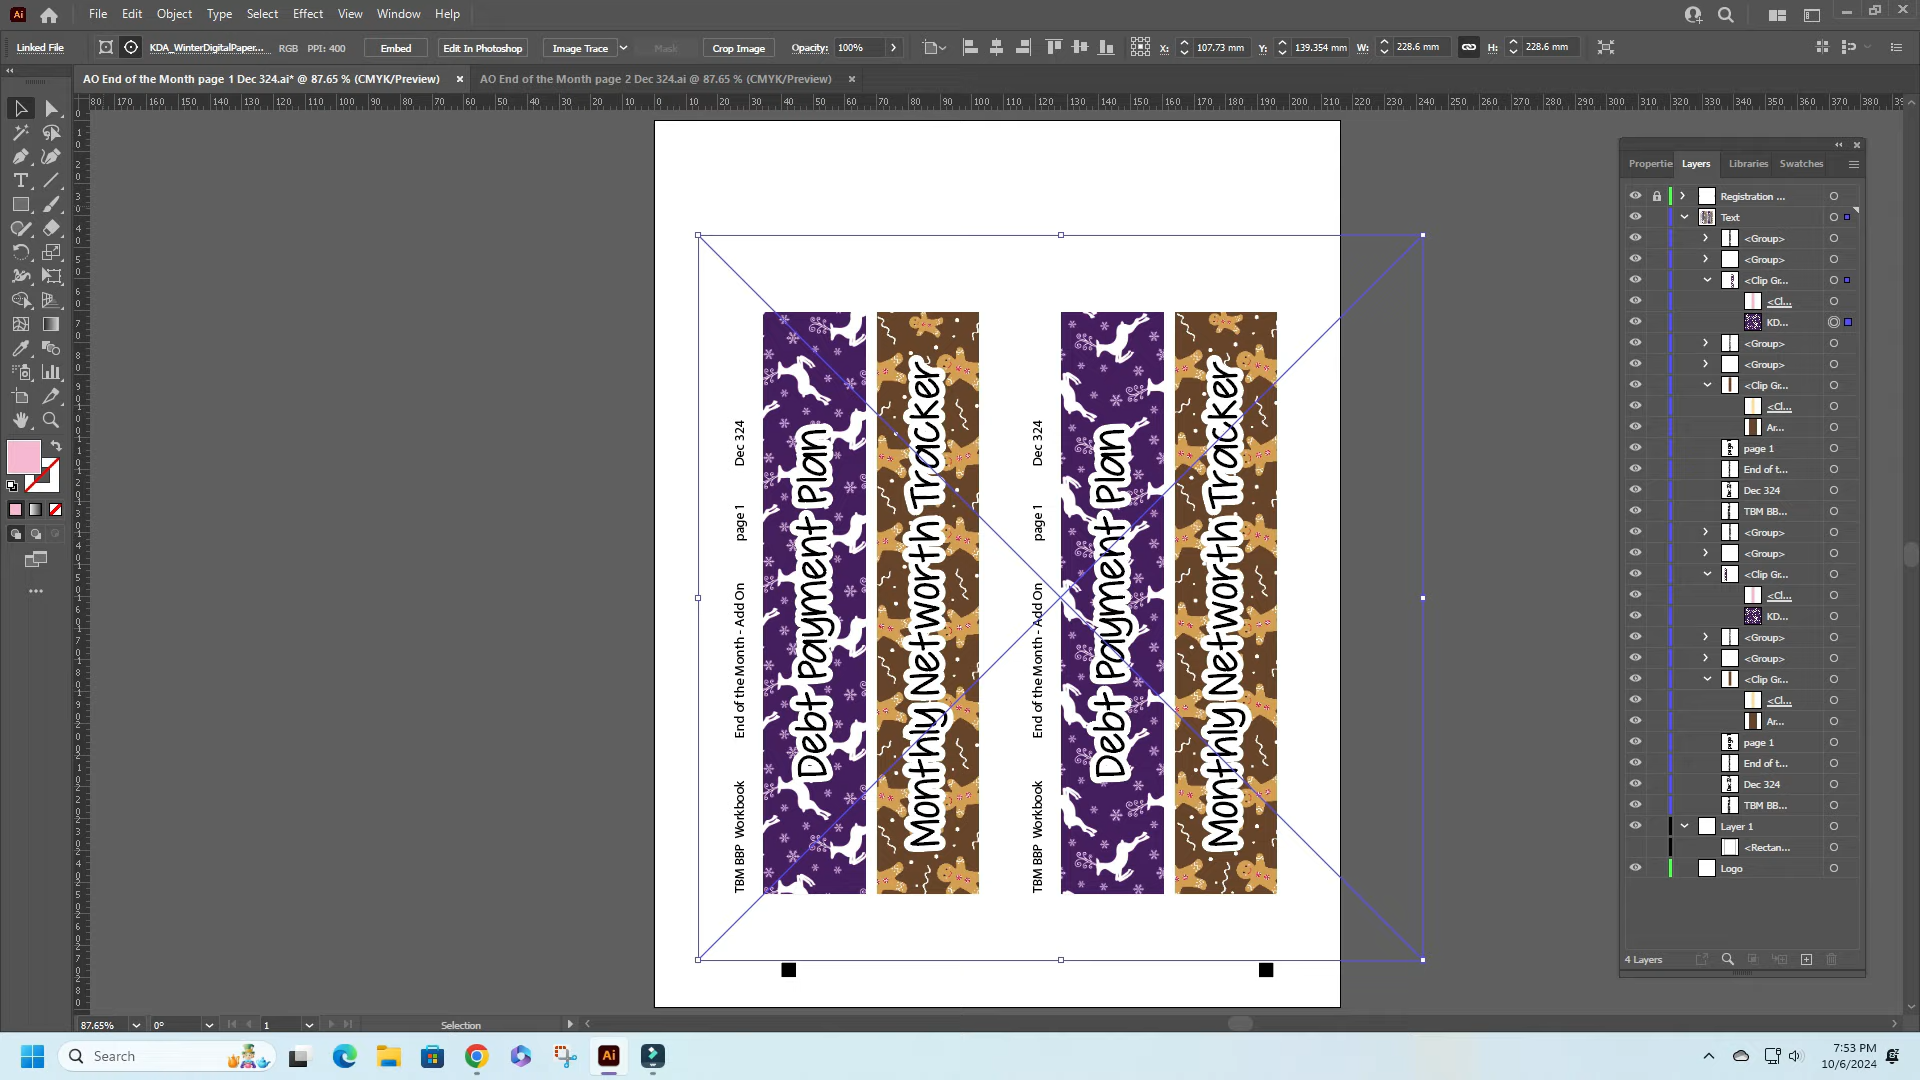 File Edit Object Type Select Effect View Window Help
Linked File KDA_WinterDigitalPaper... RGB PPI: 400 Embed Edit In Photoshop Image Trace Mask Crop Image Opacity: 100% X: 107.73 mm Y: 139.354 mm W: 228.6 mm H: 228.6 mm
AO End of the Month page 1 Dec 324.ai* @ 87.65 % (CMYK/Preview)
AO End of the Month page 2 Dec 324.ai @ 87.65 % (CMYK/Preview)
TBM BBP Workbook End of the Month - Add On page 1 Dec 324
Debt Payment Plan
Monthly Networth Tracker
TBM BBP Workbook End of the Month - Add On page 1 Dec 324
Debt Payment Plan
Monthly Networth Tracker
Propertie Layers Libraries Swatches
Registration ...
Text
<Group>
<Group>
<Clip Gr...
<Cl...
KD...
<Group>
<Group>
<Clip Gr...
<Cl...
Ar...
page 1
End of t...
Dec 324
TBM BB...
<Group>
<Group>
<Clip Gr...
<Cl...
KD...
<Group>
<Group>
<Clip Gr...
<Cl...
Ar...
page 1
End of t...
Dec 324
TBM BB...
Layer 1
<Rectan...
Logo
4 Layers
87.65% 0° 1 Selection
Search
7:53 PM
10/6/2024